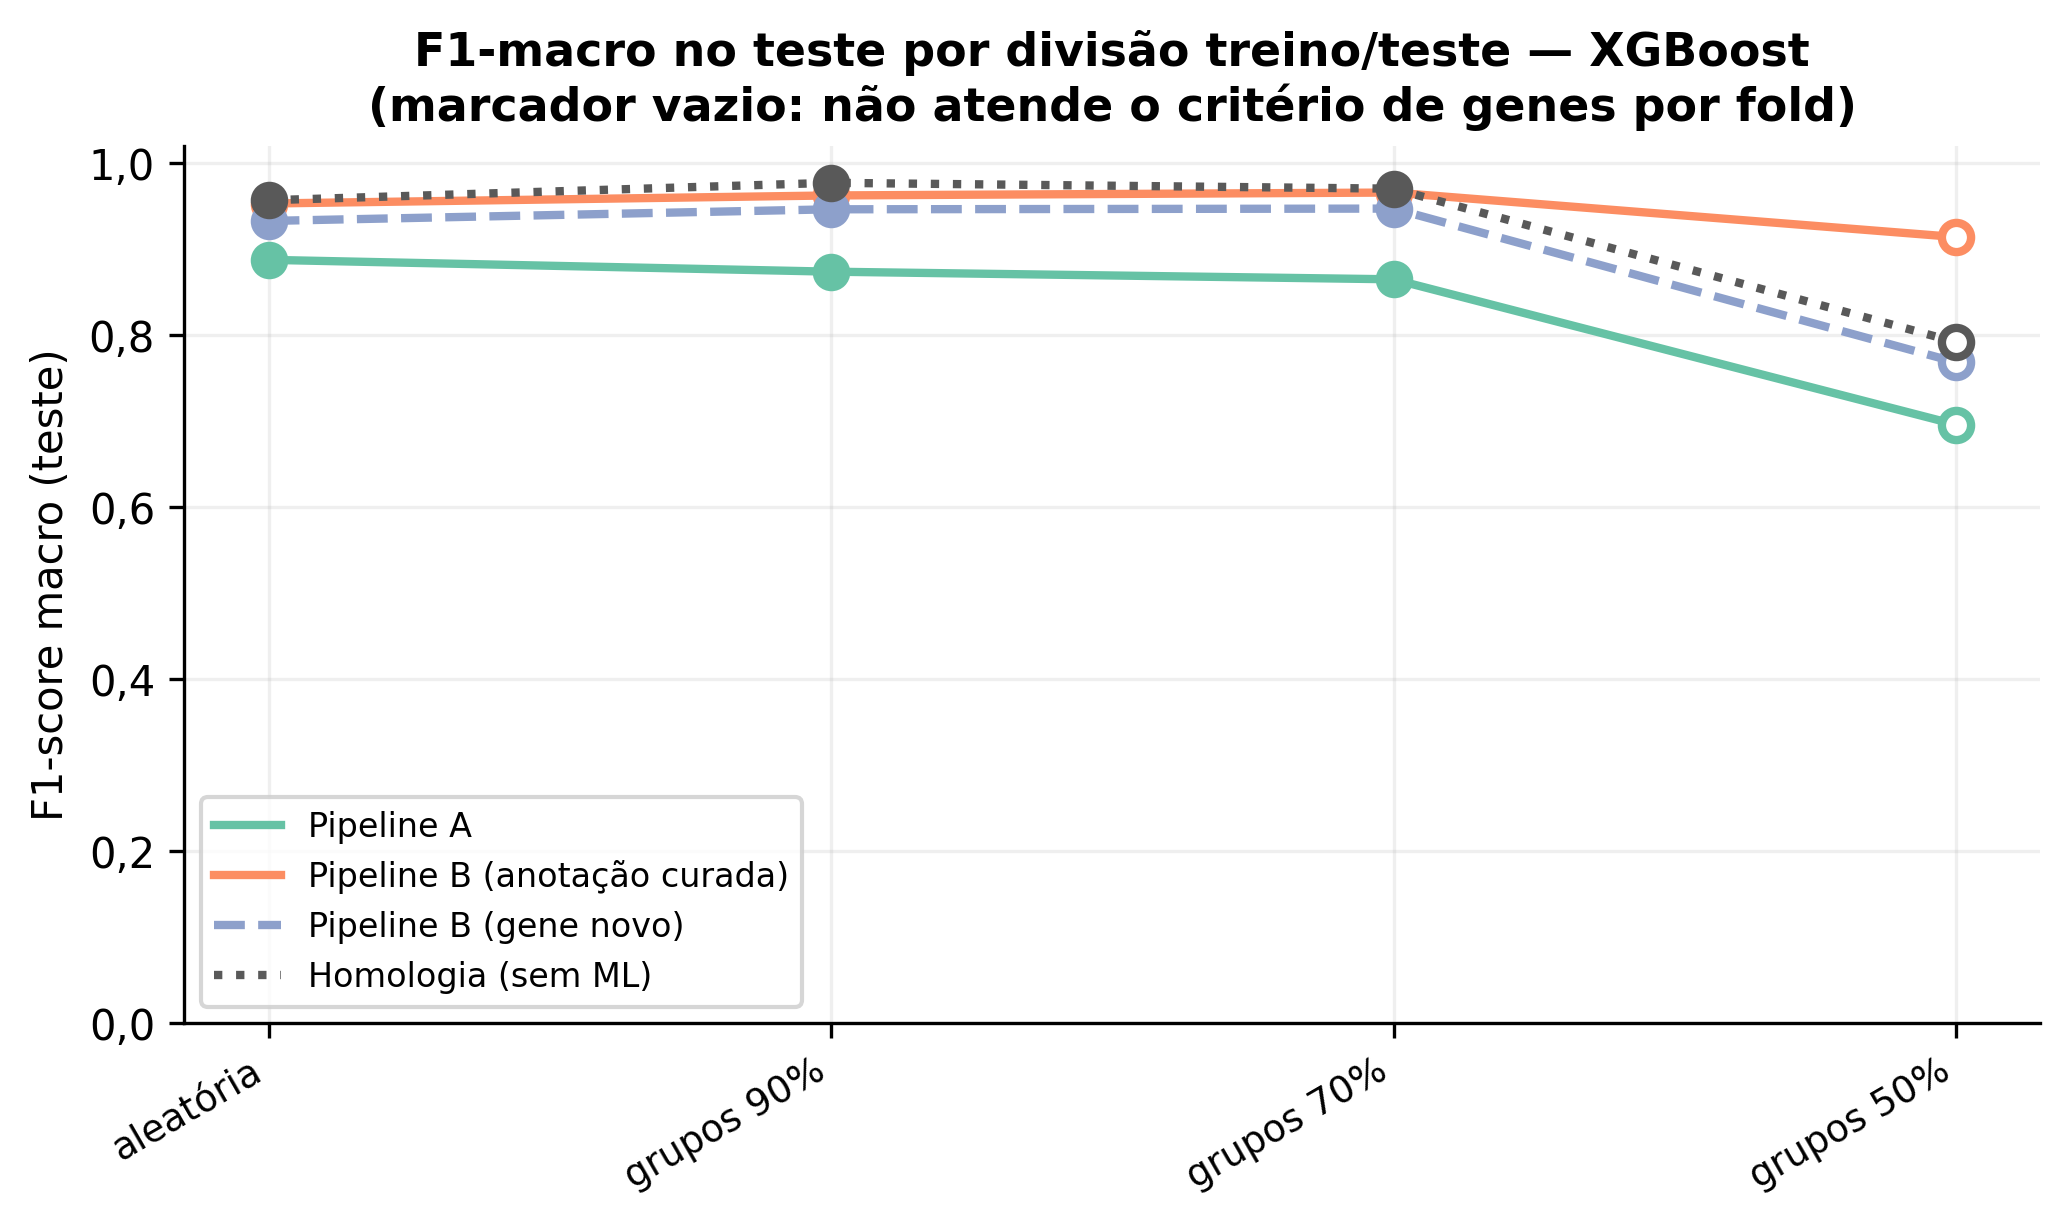 F1-macro no teste por divisão treino/teste — XGBoost
(marcador vazio: não atende o critério de genes por fold)
F1-score macro (teste)
1,0
0,8
0,6
0,4
0,2
0,0
Pipeline A
Pipeline B (anotação curada)
Pipeline B (gene novo)
Homologia (sem ML)
aleatória
grupos 90%
grupos 70%
grupos 50%